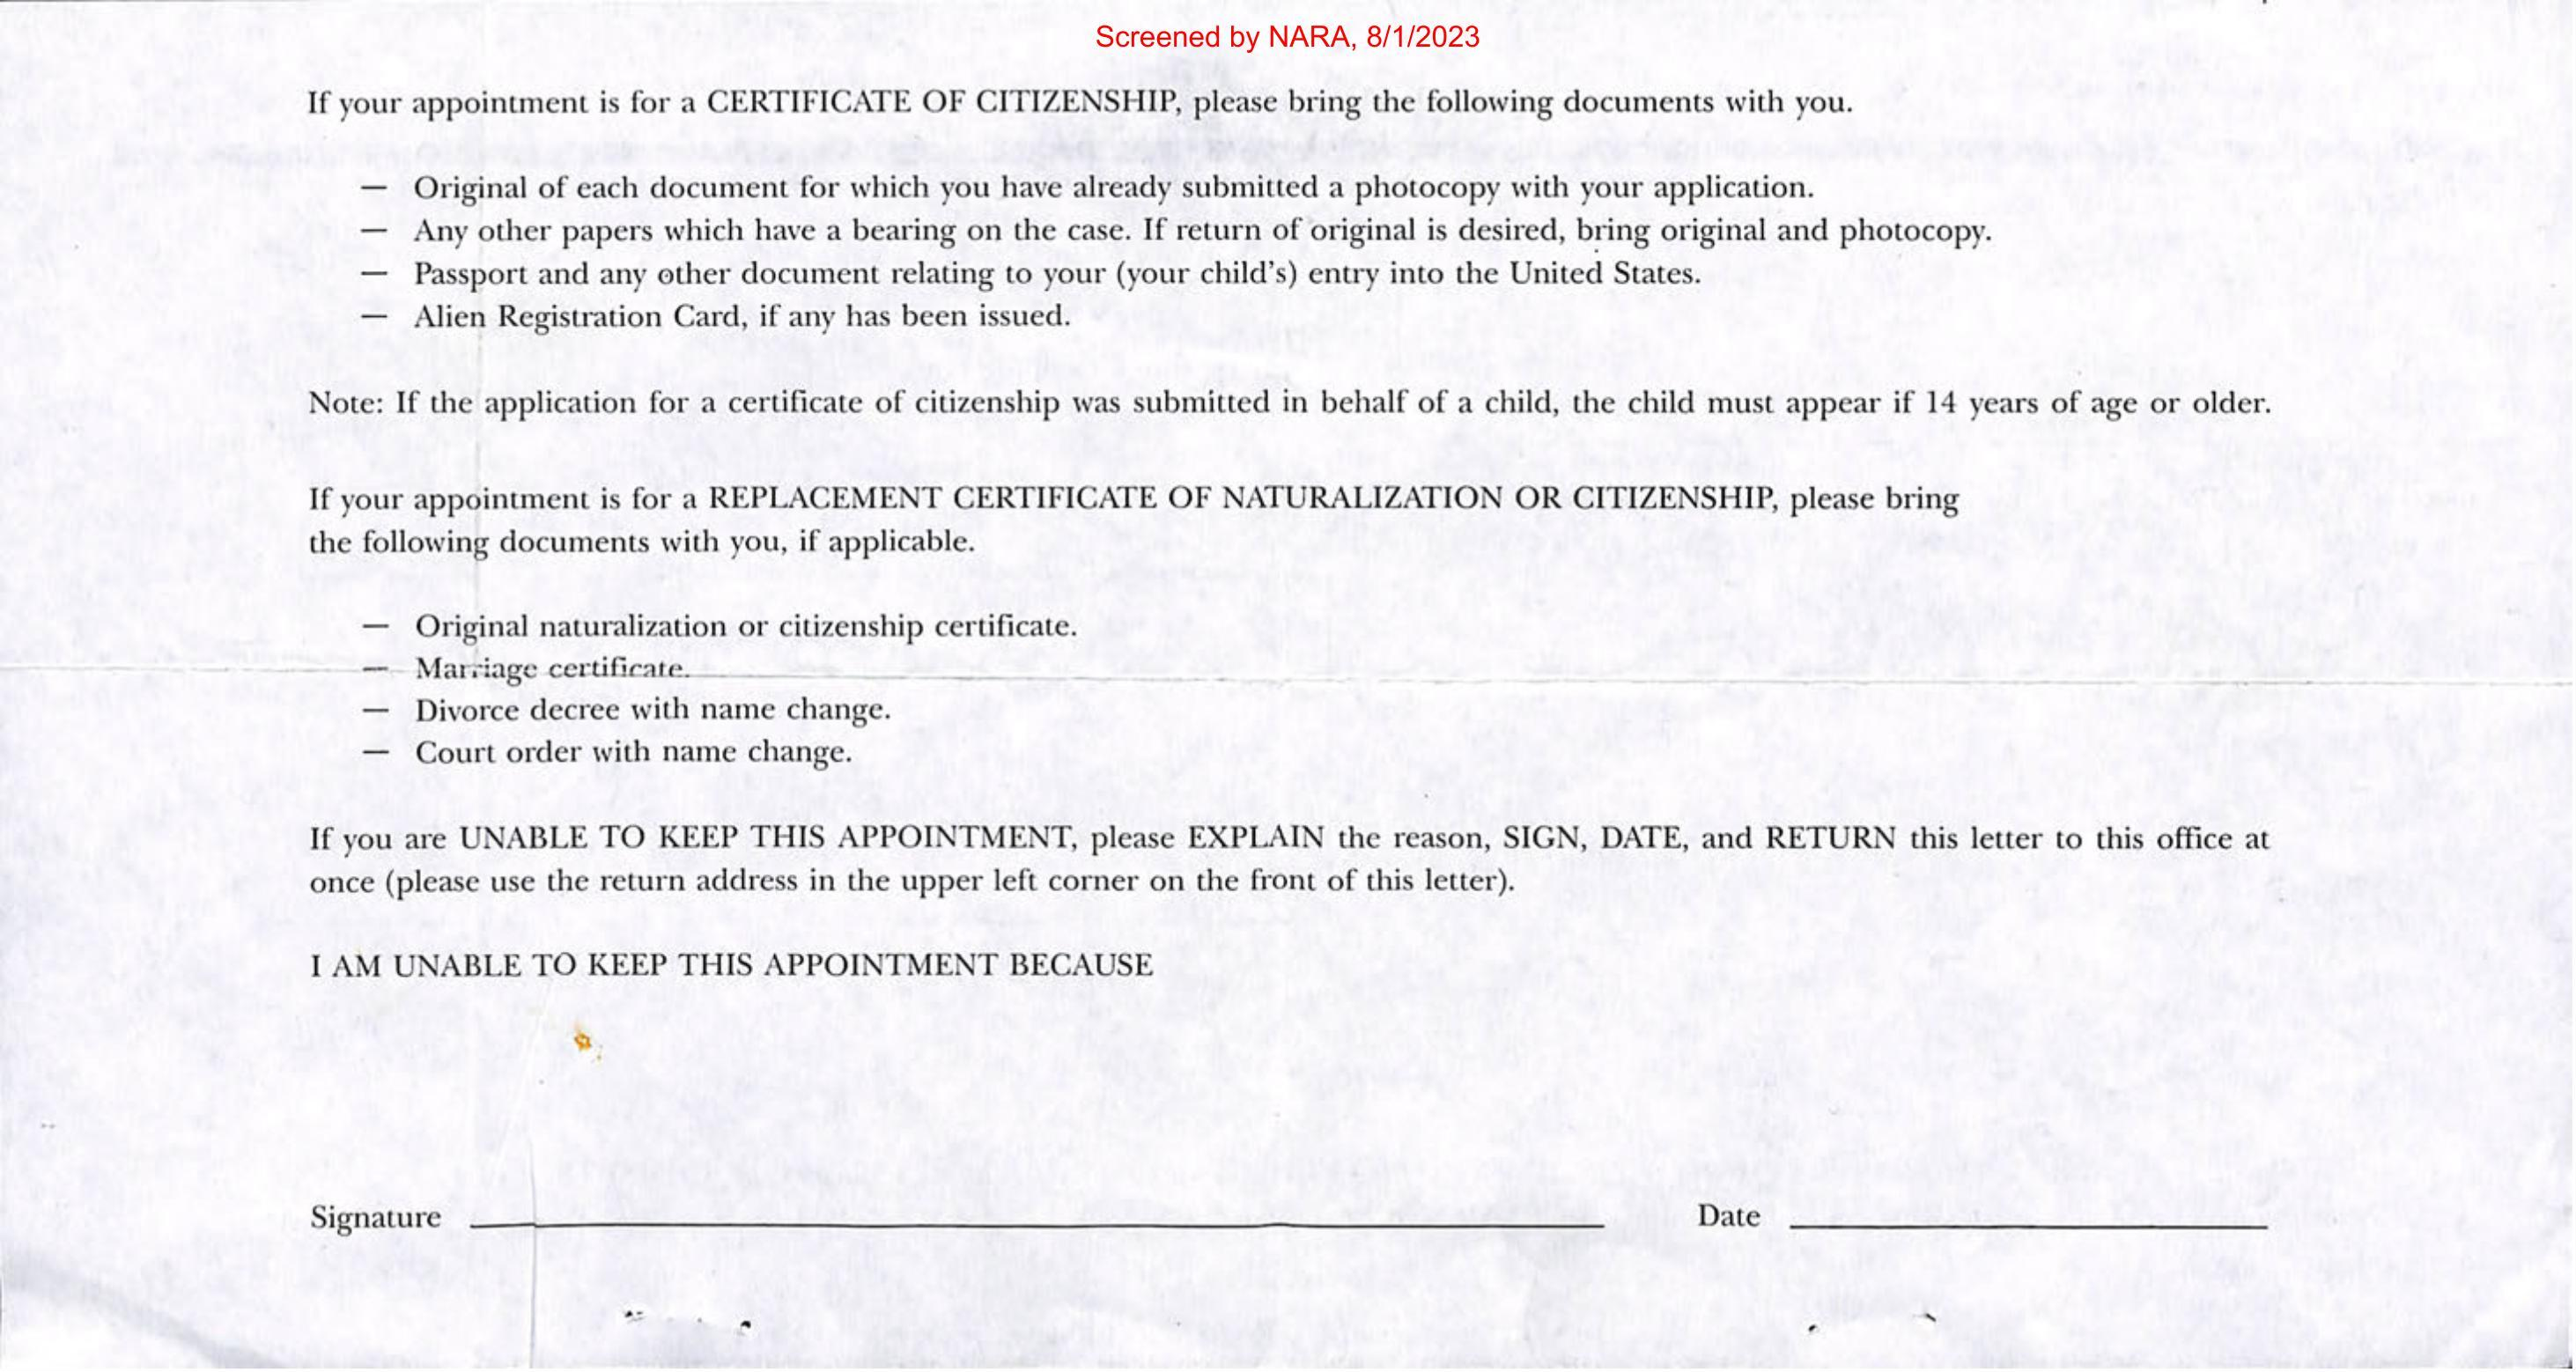 Screened by NARA, 8/1/2023
If your appointment is for a CERTIFICATE OF CITIZENSHIP, please bring the following documents with you.
— Original of each document for which you have already submitted a photocopy with your application.
— Any other papers which have a bearing on the case. If return of original is desired, bring original and photocopy.
— Passport and any other document relating to your (your child's) entry into the United States.
— Alien Registration Card, if any has been issued.
Note: If the application for a certificate of citizenship was submitted in behalf of a child, the child must appear if 14 years of age or older.
If your appointment is for a REPLACEMENT CERTIFICATE OF NATURALIZATION OR CITIZENSHIP, please bring
the following documents with you, if applicable.
— Original naturalization or citizenship certificate.
— Marriage certificate.
— Divorce decree with name change.
— Court order with name change.
If you are UNABLE TO KEEP THIS APPOINTMENT, please EXPLAIN the reason, SIGN, DATE, and RETURN this letter to this office at
once (please use the return address in the upper left corner on the front of this letter).
I AM UNABLE TO KEEP THIS APPOINTMENT BECAUSE
Signature Date